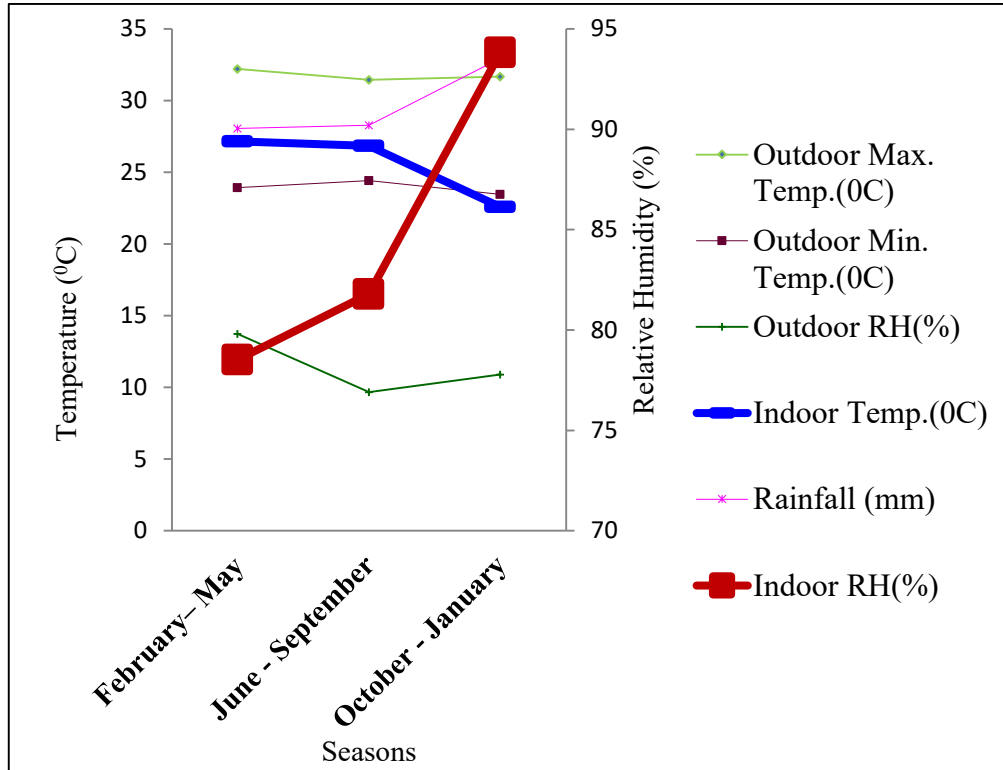 35
30
25
20
15
10
5
0
Temperature (⁰C)
95
90
85
80
75
70
Relative Humidity (%)
February– May
June - September
October - January
Seasons
Outdoor Max.
Temp.(0C)
Outdoor Min.
Temp.(0C)
Outdoor RH(%)
Indoor Temp.(0C)
Rainfall (mm)
Indoor RH(%)